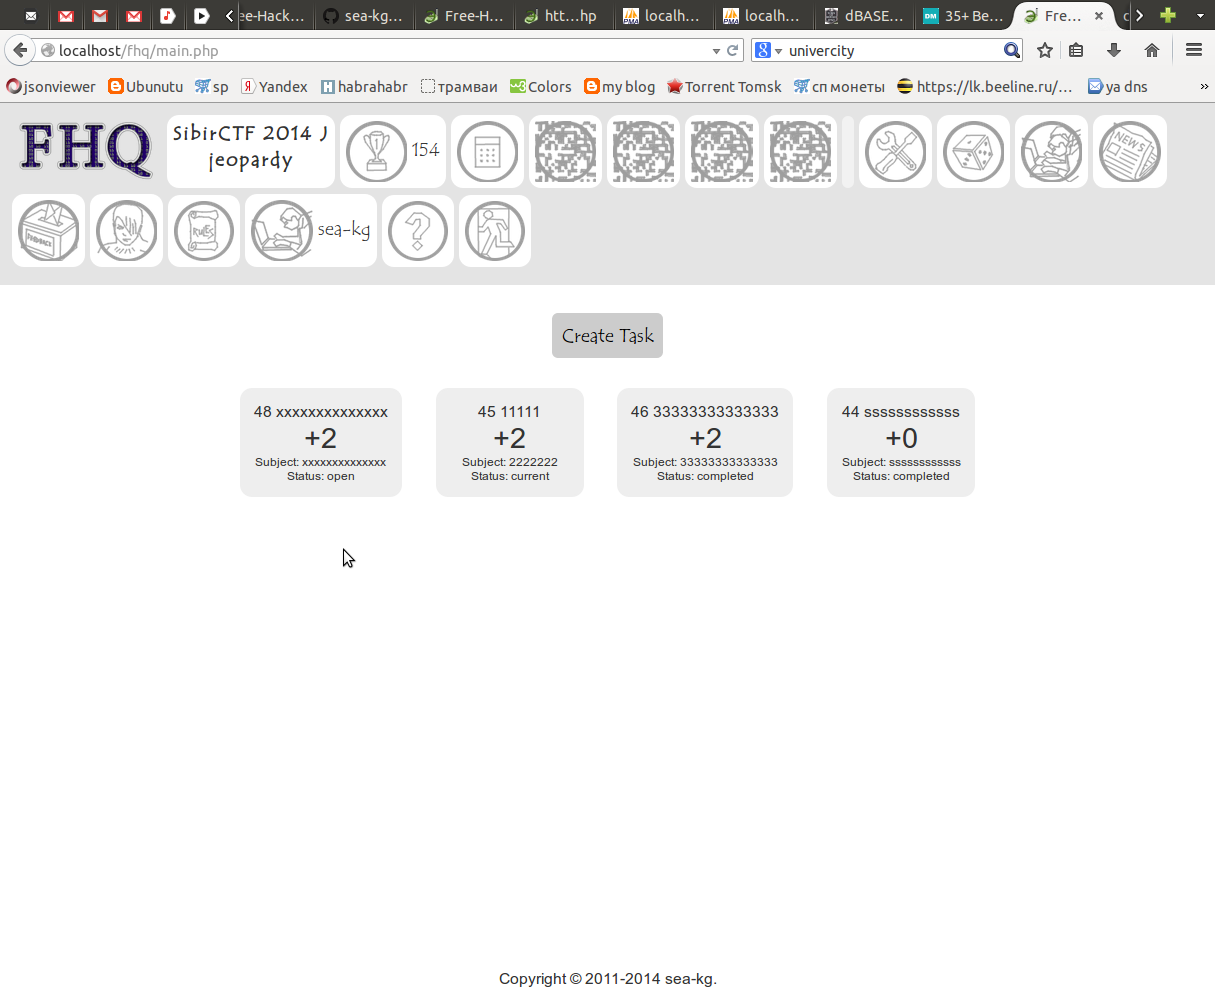 ee-Hack...
sea-kg...
Free-H...
htt...hp
localh...
localh...
dBASE...
DM
35+ Be...
Fre...
localhost/fhq/main.php
8
univercity
jsonviewer
Ubunutu
sp
Я Yandex
H habrahabr
трамваи
Colors
my blog
Torrent Tomsk
сп монеты
https://lk.beeline.ru/...
ya dns
»
FHQ
SibirCTF 2014 J
jeopardy
154
NEWS
FEEDBACK
RULES
sea-kg
?
Create Task
48 xxxxxxxxxxxxxx
+2
Subject: xxxxxxxxxxxxxx
Status: open
45 11111
+2
Subject: 2222222
Status: current
46 33333333333333
+2
Subject: 33333333333333
Status: completed
44 ssssssssssss
+0
Subject: ssssssssssss
Status: completed
Copyright © 2011-2014 sea-kg.